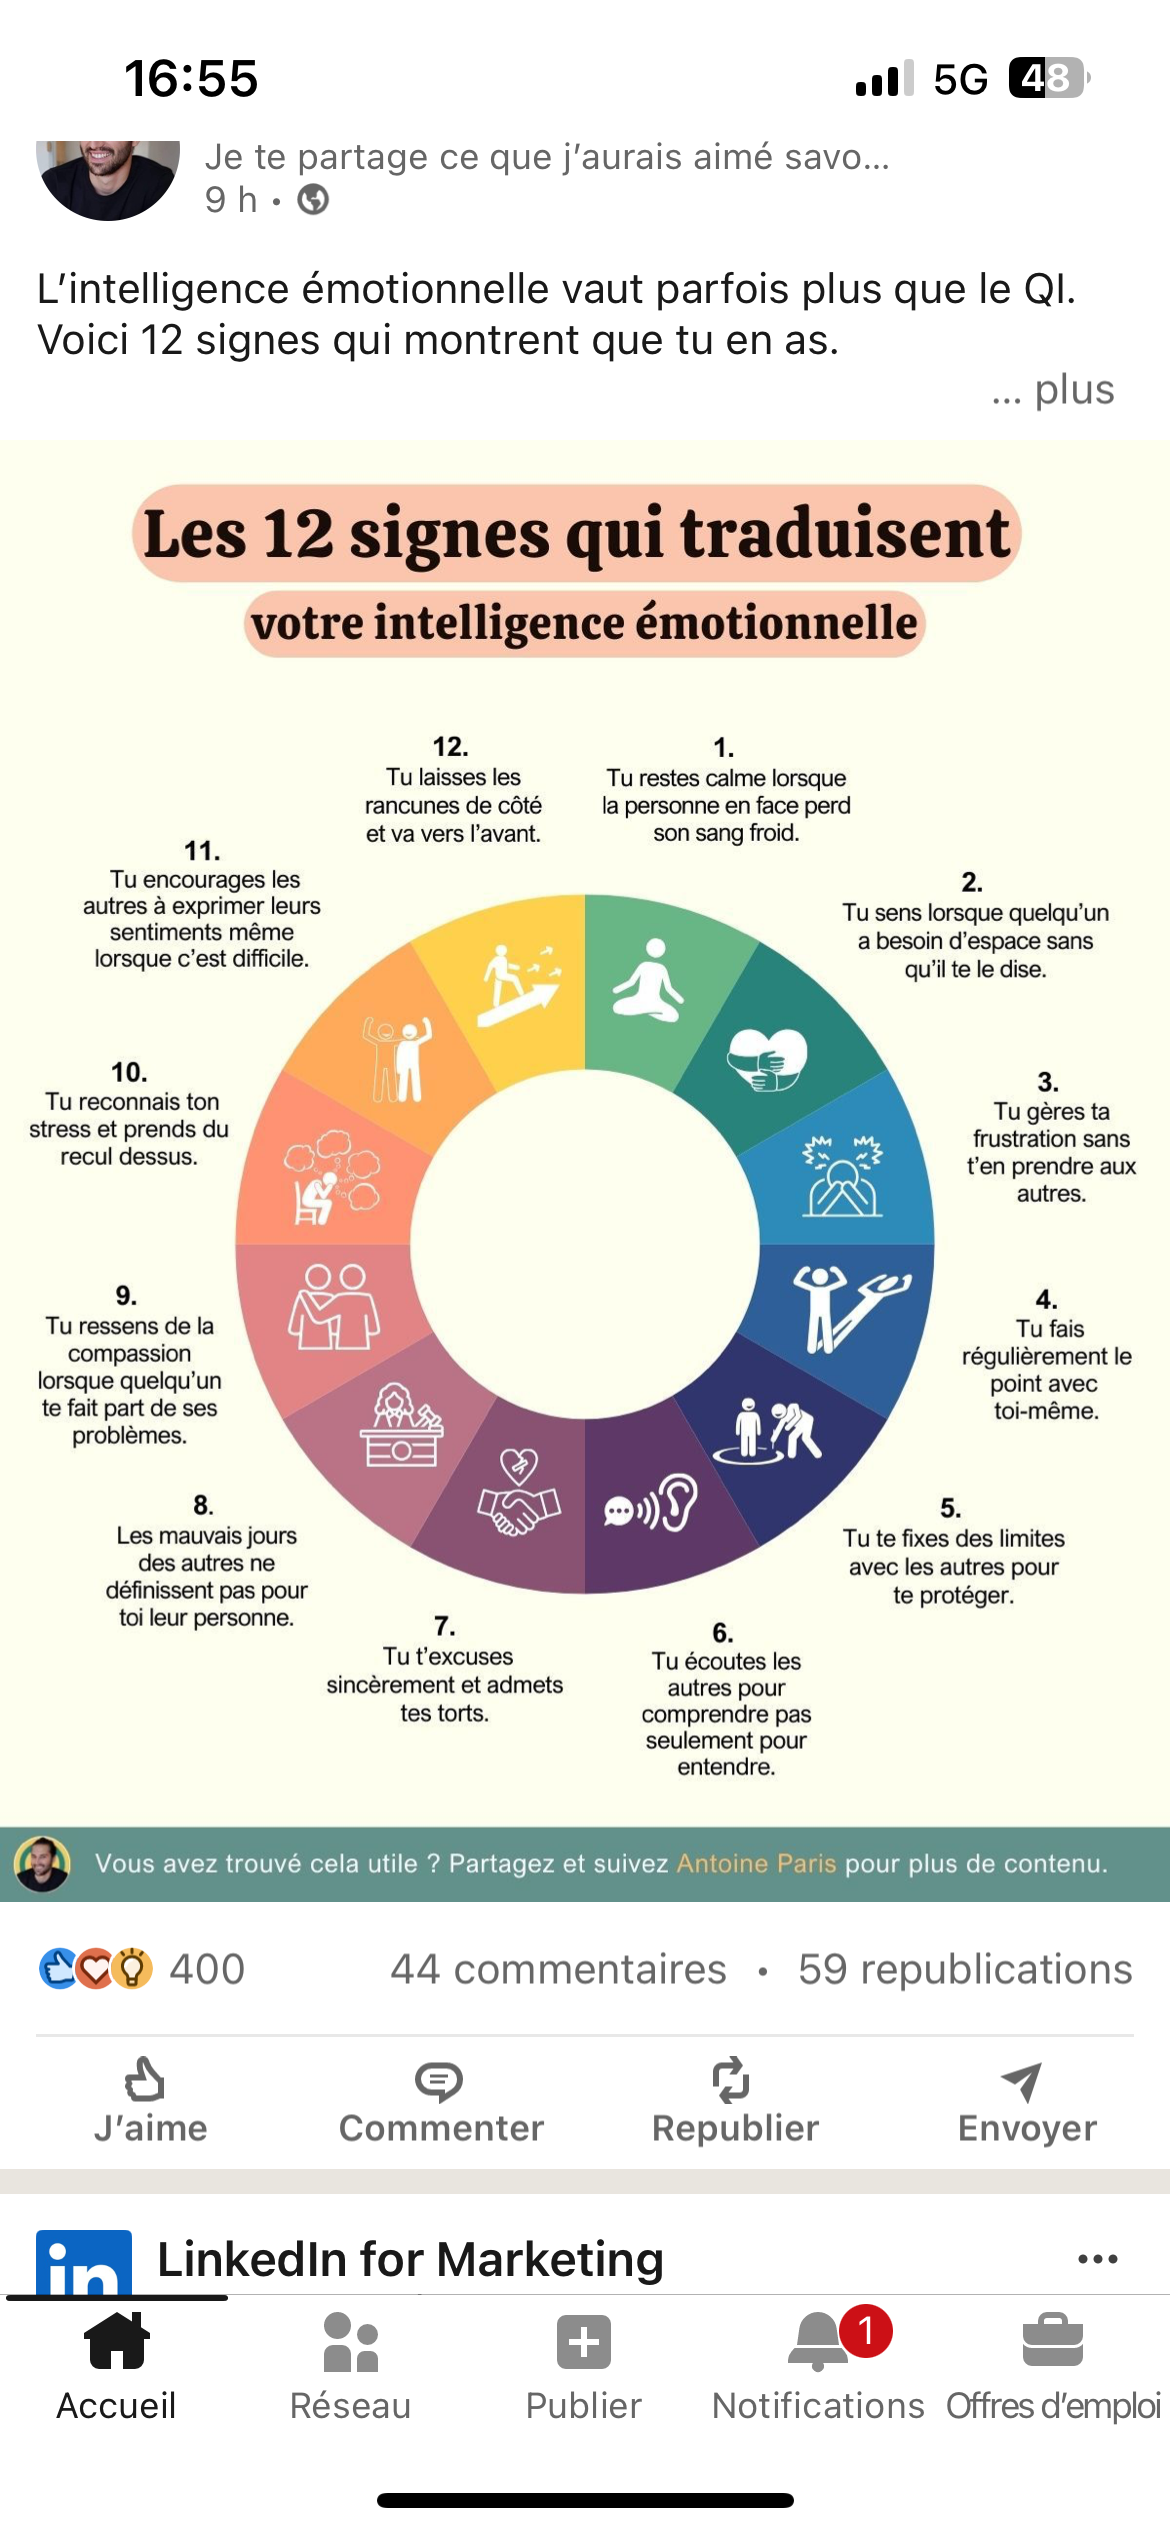 16:55
5G
48
Je te partage ce que j’aurais aimé savo...
9 h •
L’intelligence émotionnelle vaut parfois plus que le QI.
Voici 12 signes qui montrent que tu en as.
... plus
Les 12 signes qui traduisent
votre intelligence émotionnelle
1.
Tu restes calme lorsque
la personne en face perd
son sang froid.
2.
Tu sens lorsque quelqu’un
a besoin d’espace sans
qu’il te le dise.
3.
Tu gères ta
frustration sans
t’en prendre aux
autres.
4.
Tu fais
régulièrement le
point avec
toi-même.
5.
Tu te fixes des limites
avec les autres pour
te protéger.
6.
Tu écoutes les
autres pour
comprendre pas
seulement pour
entendre.
7.
Tu t’excuses
sincèrement et admets
tes torts.
8.
Les mauvais jours
des autres ne
définissent pas pour
toi leur personne.
9.
Tu ressens de la
compassion
lorsque quelqu’un
te fait part de ses
problèmes.
10.
Tu reconnais ton
stress et prends du
recul dessus.
11.
Tu encourages les
autres à exprimer leurs
sentiments même
lorsque c’est difficile.
12.
Tu laisses les
rancunes de côté
et va vers l’avant.
Vous avez trouvé cela utile ? Partagez et suivez Antoine Paris pour plus de contenu.
400
44 commentaires • 59 republications
J’aime
Commenter
Republier
Envoyer
in
LinkedIn for Marketing
1
Accueil
Réseau
Publier
Notifications
Offres d’emploi